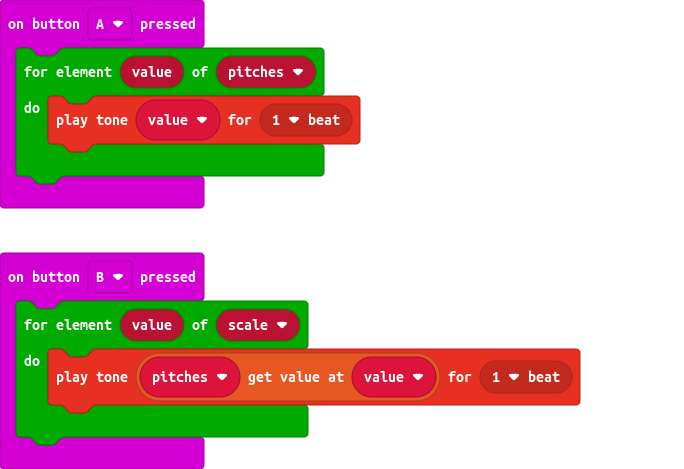 on button A pressed
for element value of pitches
do
play tone value for 1 beat
on button B pressed
for element value of scale
do
play tone pitches get value at value for 1 beat